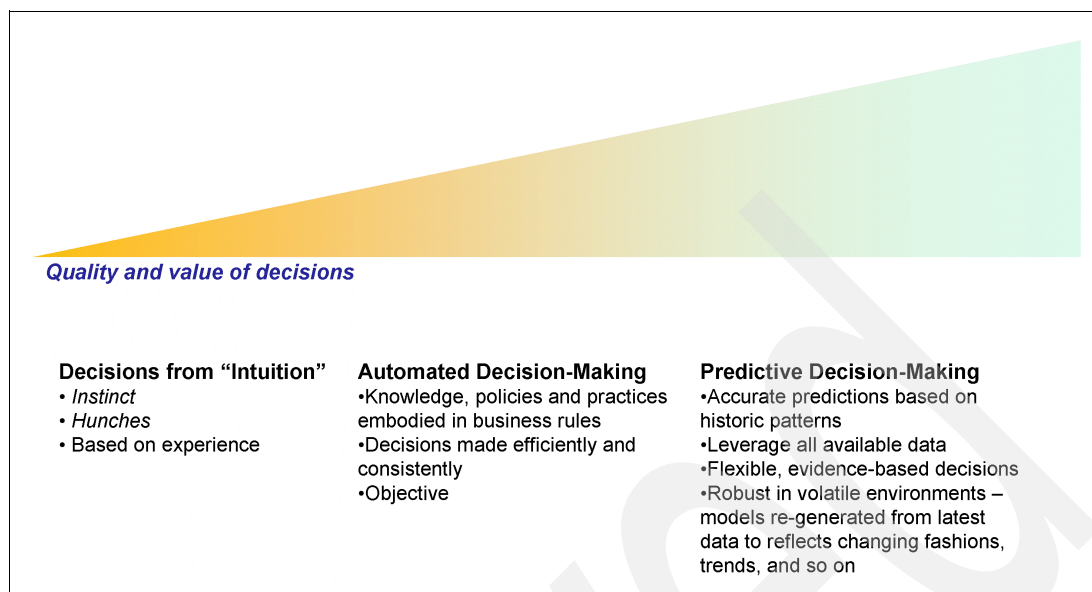 Quality and value of decisions
Decisions from “Intuition”
• Instinct
• Hunches
• Based on experience
Automated Decision-Making
•Knowledge, policies and practices
embodied in business rules
•Decisions made efficiently and
consistently
•Objective
Predictive Decision-Making
•Accurate predictions based on
historic patterns
•Leverage all available data
•Flexible, evidence-based decisions
•Robust in volatile environments –
models re-generated from latest
data to reflects changing fashions,
trends, and so on